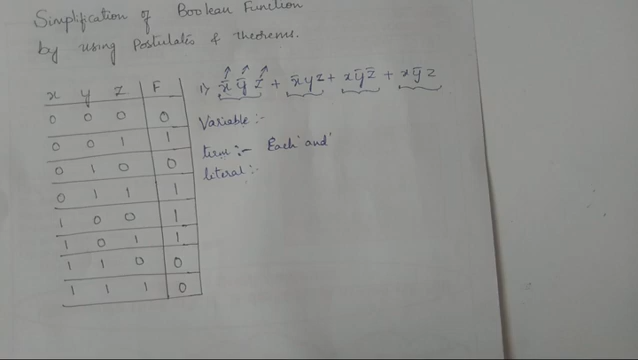 Simplification of Boolean Function
by using Postulates & theorems.
x y z F
0 0 0 0
0 0 1 1
0 1 0 0
0 1 1 1
1 0 0 1
1 0 1 1
1 1 0 0
1 1 1 0
1) x̄ ȳ z + x̄yz + xȳz̄ + xȳz
Variable :-
term :- Each 'and'
literal :-